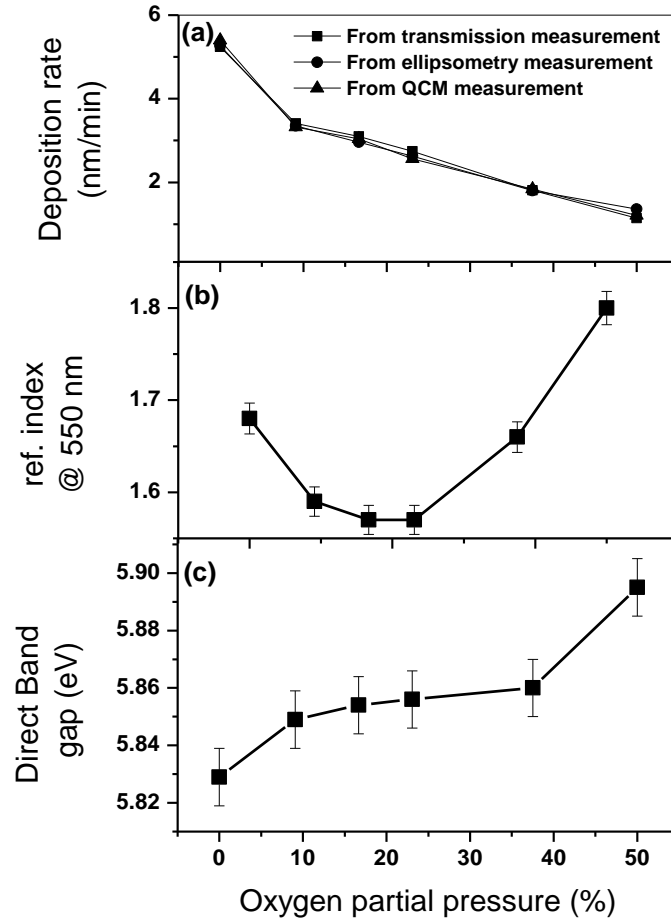 (a)
From transmission measurement
From ellipsometry measurement
From QCM measurement
6
4
2
Deposition rate
(nm/min)
(b)
1.8
1.7
1.6
ref. index
@ 550 nm
(c)
5.90
5.88
5.86
5.84
5.82
Direct Band
gap (eV)
0 10 20 30 40 50
Oxygen partial pressure (%)